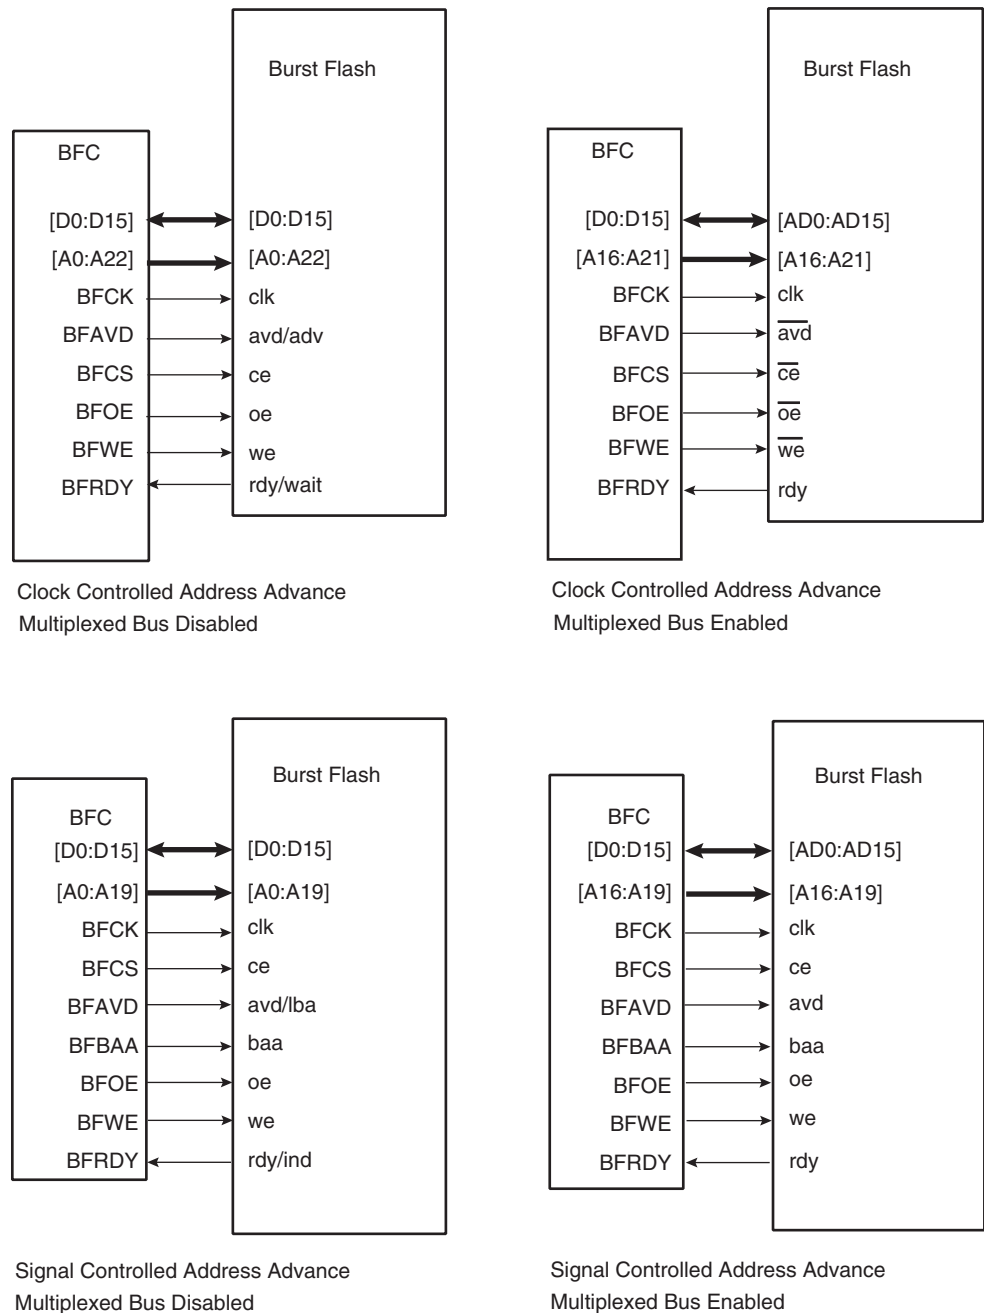 Burst Flash
BFC
[D0:D15] [D0:D15]
[A0:A22] [A0:A22]
BFCK clk
BFAVD avd/adv
BFCS ce
BFOE oe
BFWE we
BFRDY rdy/wait
Clock Controlled Address Advance
Multiplexed Bus Disabled
Burst Flash
BFC
[D0:D15] [AD0:AD15]
[A16:A21] [A16:A21]
BFCK clk
BFAVD avd
BFCS ce
BFOE oe
BFWE we
BFRDY rdy
Clock Controlled Address Advance
Multiplexed Bus Enabled
Burst Flash
BFC
[D0:D15] [D0:D15]
[A0:A19] [A0:A19]
BFCK clk
BFCS ce
BFAVD avd/lba
BFBAA baa
BFOE oe
BFWE we
BFRDY rdy/ind
Signal Controlled Address Advance
Multiplexed Bus Disabled
Burst Flash
BFC
[D0:D15] [AD0:AD15]
[A16:A19] [A16:A19]
BFCK clk
BFCS ce
BFAVD avd
BFBAA baa
BFOE oe
BFWE we
BFRDY rdy
Signal Controlled Address Advance
Multiplexed Bus Enabled